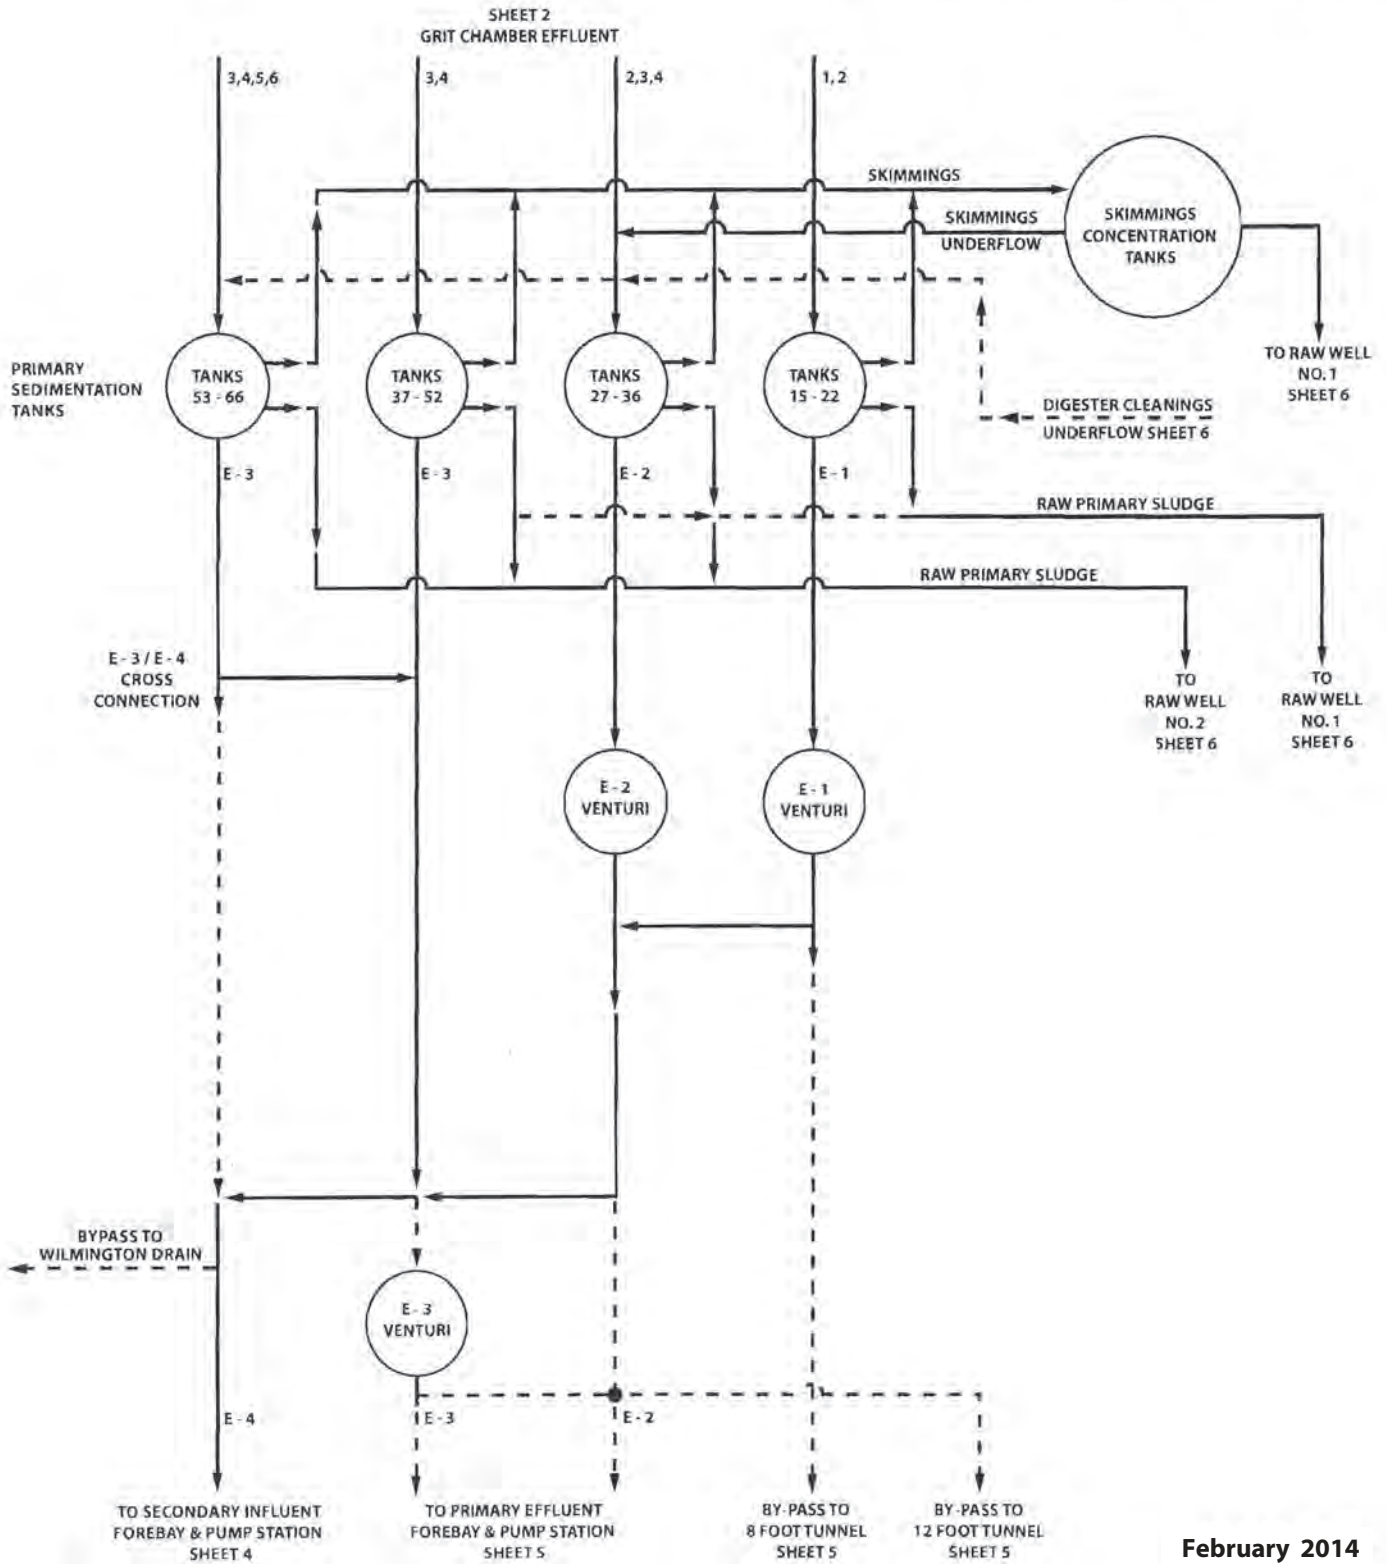 SHEET 2
GRIT CHAMBER EFFLUENT
3,4,5,6
3,4
2,3,4
1, 2
SKIMMINGS
SKIMMINGS
UNDERFLOW
SKIMMINGS
CONCENTRATION
TANKS
TO RAW WELL
NO. 1
SHEET 6
PRIMARY
SEDIMENTATION
TANKS
TANKS
53 - 66
TANKS
37 - 52
TANKS
27 - 36
TANKS
15 - 22
DIGESTER CLEANINGS
UNDERFLOW SHEET 6
E - 3
E - 3
E - 2
E - 1
RAW PRIMARY SLUDGE
RAW PRIMARY SLUDGE
E - 3 / E - 4
CROSS
CONNECTION
TO
RAW WELL
NO. 2
SHEET 6
TO
RAW WELL
NO. 1
SHEET 6
E - 2
VENTURI
E - 1
VENTURI
BYPASS TO
WILMINGTON DRAIN
E - 3
VENTURI
E - 4
E - 3
E - 2
TO SECONDARY INFLUENT
FOREBAY & PUMP STATION
SHEET 4
TO PRIMARY EFFLUENT
FOREBAY & PUMP STATION
SHEET 5
BY-PASS TO
8 FOOT TUNNEL
SHEET 5
BY-PASS TO
12 FOOT TUNNEL
SHEET 5
February 2014